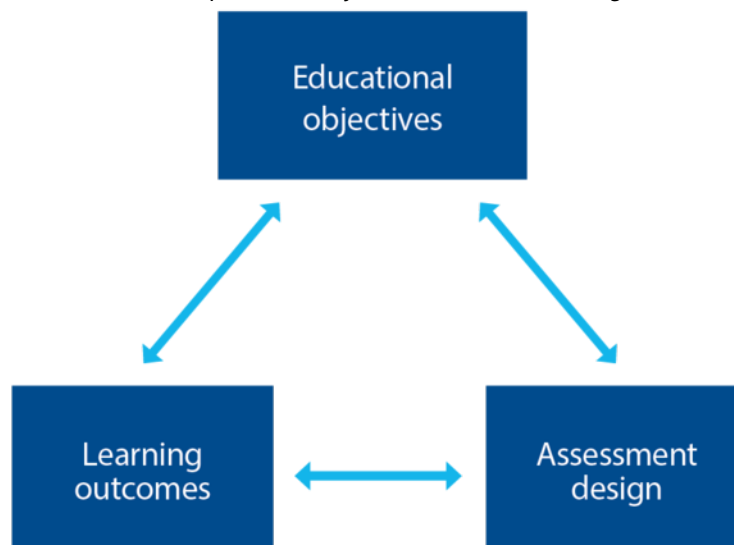 Educational
objectives
Learning
outcomes
Assessment
design